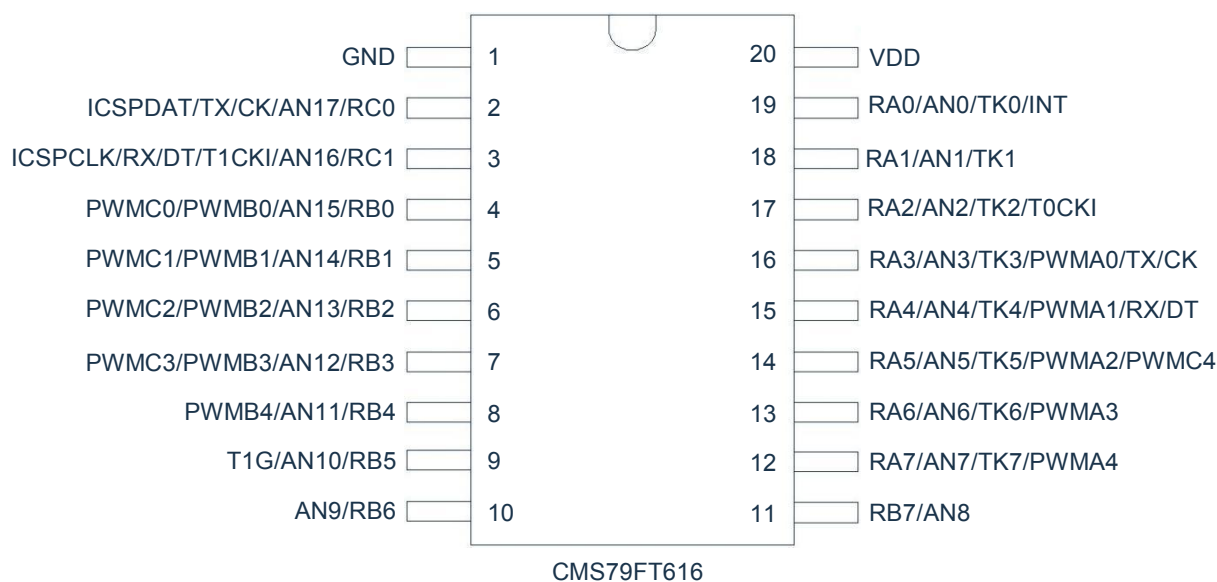 GND 1 20 VDD
ICSPDAT/TX/CK/AN17/RC0 2 19 RA0/AN0/TK0/INT
ICSPCLK/RX/DT/T1CKI/AN16/RC1 3 18 RA1/AN1/TK1
PWMC0/PWMB0/AN15/RB0 4 17 RA2/AN2/TK2/T0CKI
PWMC1/PWMB1/AN14/RB1 5 16 RA3/AN3/TK3/PWMA0/TX/CK
PWMC2/PWMB2/AN13/RB2 6 15 RA4/AN4/TK4/PWMA1/RX/DT
PWMC3/PWMB3/AN12/RB3 7 14 RA5/AN5/TK5/PWMA2/PWMC4
PWMB4/AN11/RB4 8 13 RA6/AN6/TK6/PWMA3
T1G/AN10/RB5 9 12 RA7/AN7/TK7/PWMA4
AN9/RB6 10 11 RB7/AN8
CMS79FT616